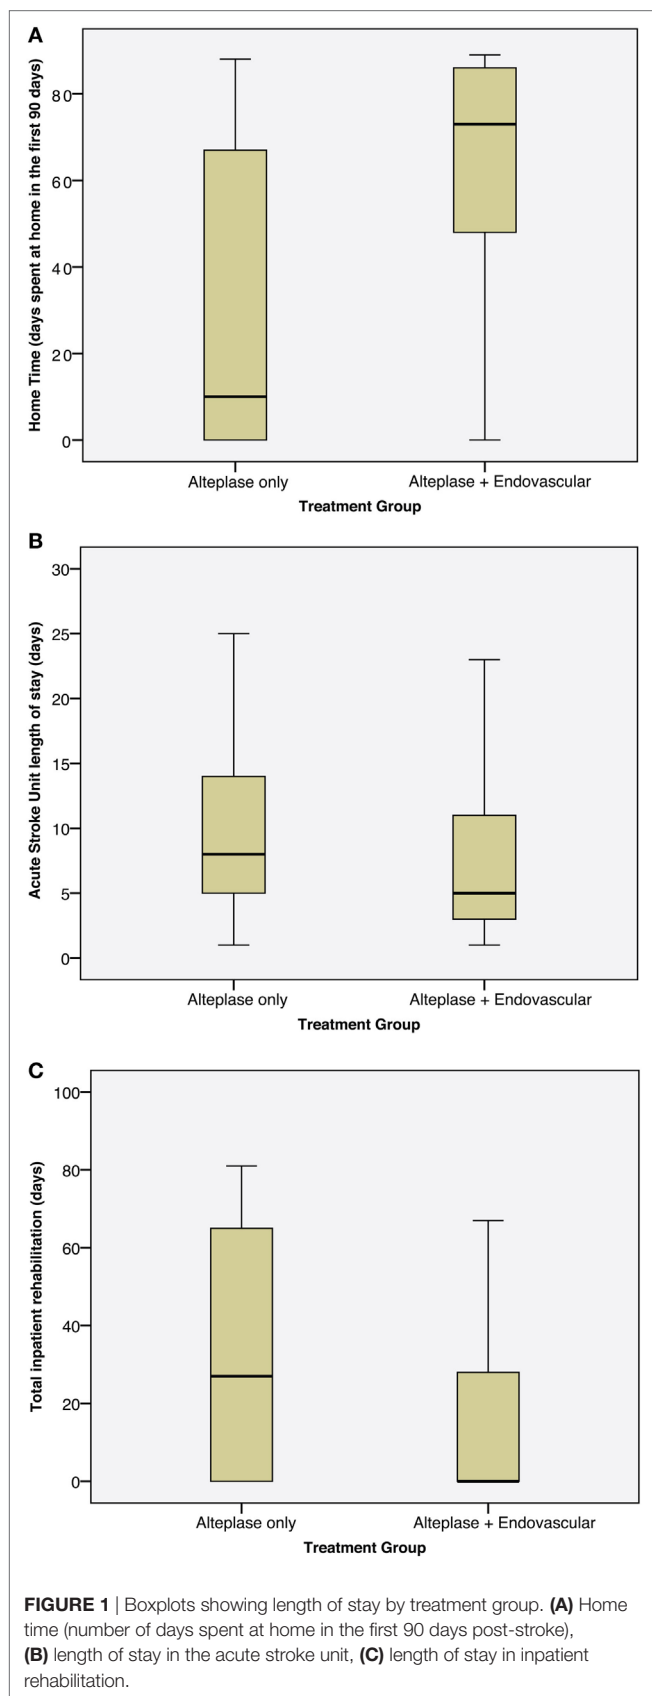 A
Home Time (days spent at home in the first 90 days)
80
60
40
20
0
Alteplase only
Alteplase + Endovascular
Treatment Group
B
Acute Stroke Unit length of stay (days)
30
25
20
15
10
5
0
Alteplase only
Alteplase + Endovascular
Treatment Group
C
Total inpatient rehabilitation (days)
100
80
60
40
20
0
Alteplase only
Alteplase + Endovascular
Treatment Group
FIGURE 1 | Boxplots showing length of stay by treatment group. (A) Home
time (number of days spent at home in the first 90 days post-stroke),
(B) length of stay in the acute stroke unit, (C) length of stay in inpatient
rehabilitation.